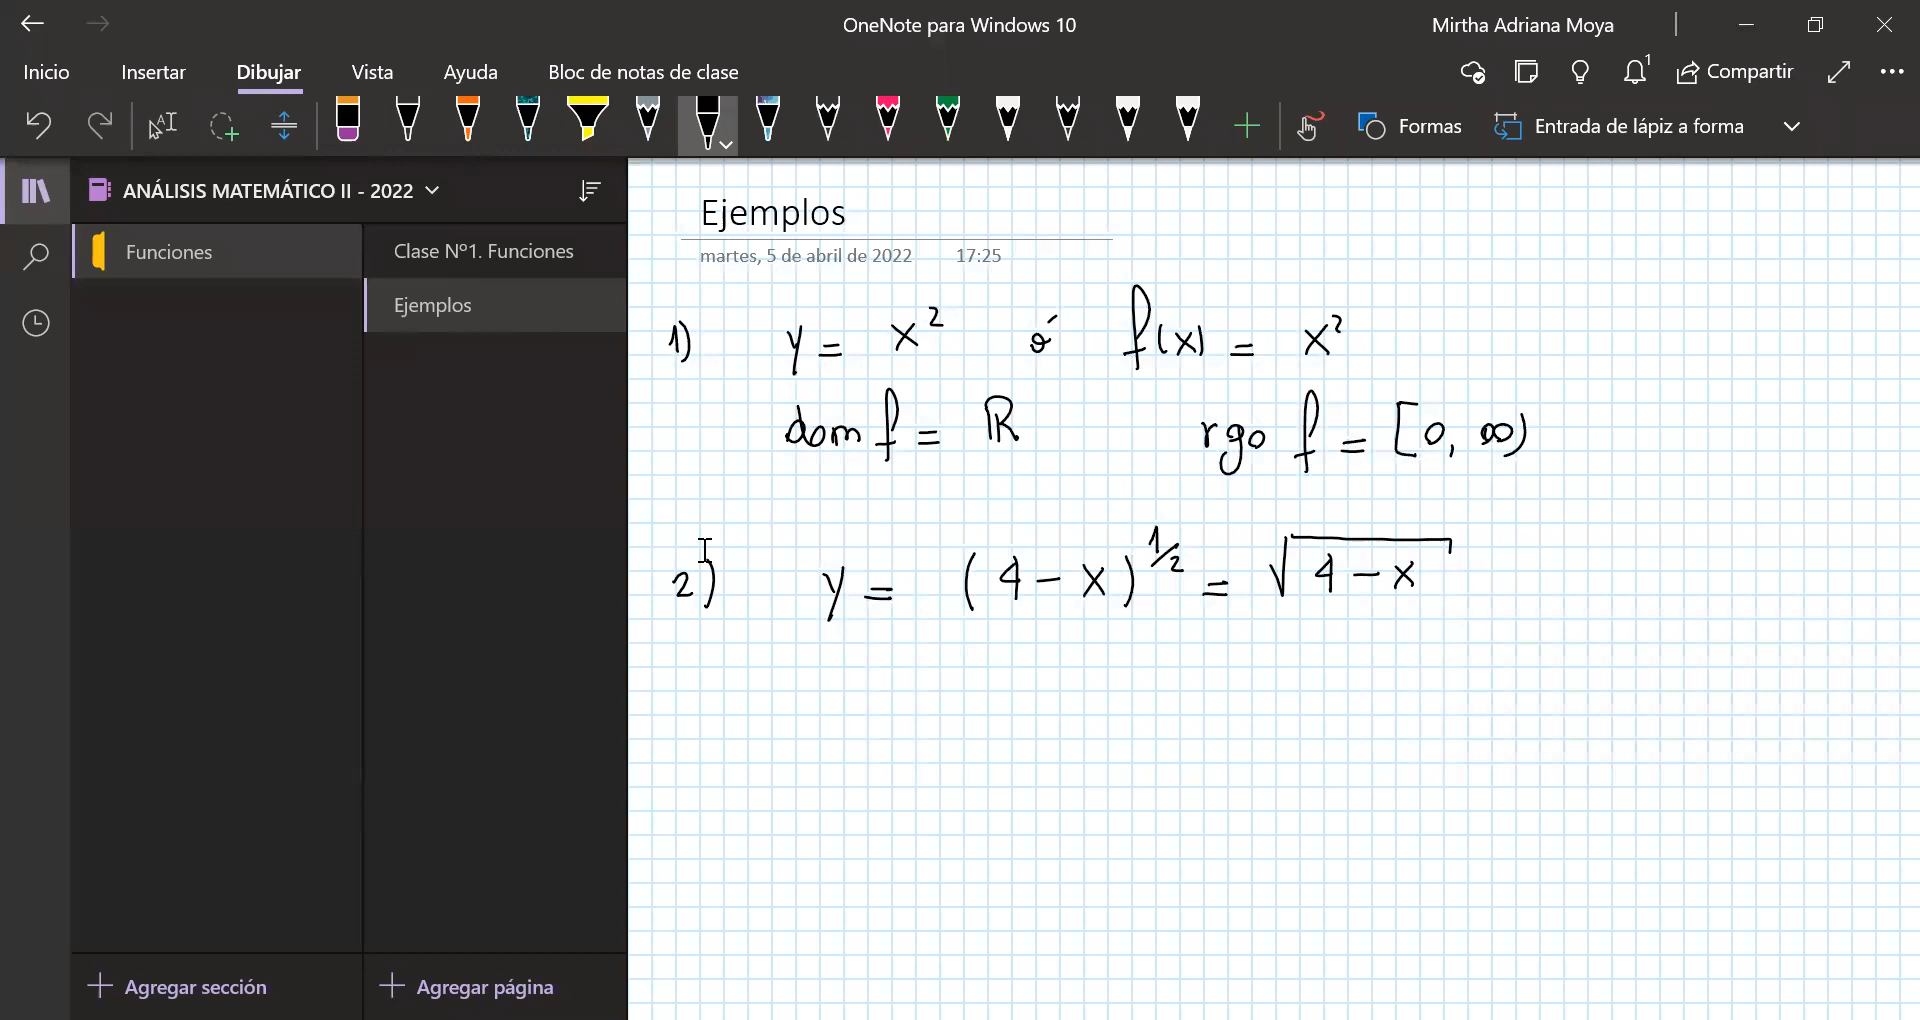 OneNote para Windows 10
Mirtha Adriana Moya
Inicio Insertar Dibujar Vista Ayuda Bloc de notas de clase
1
Compartir
Formas
Entrada de lápiz a forma
ANÁLISIS MATEMÁTICO II - 2022
Funciones
Clase Nº1. Funciones
Ejemplos
Agregar sección
Agregar página
Ejemplos
martes, 5 de abril de 2022 17:25
1) y = x² ó f(x) = x²
dom f = ℝ rgo f = [0, ∞)
2) y = (4 - x)^1/2 = √(4 - x)